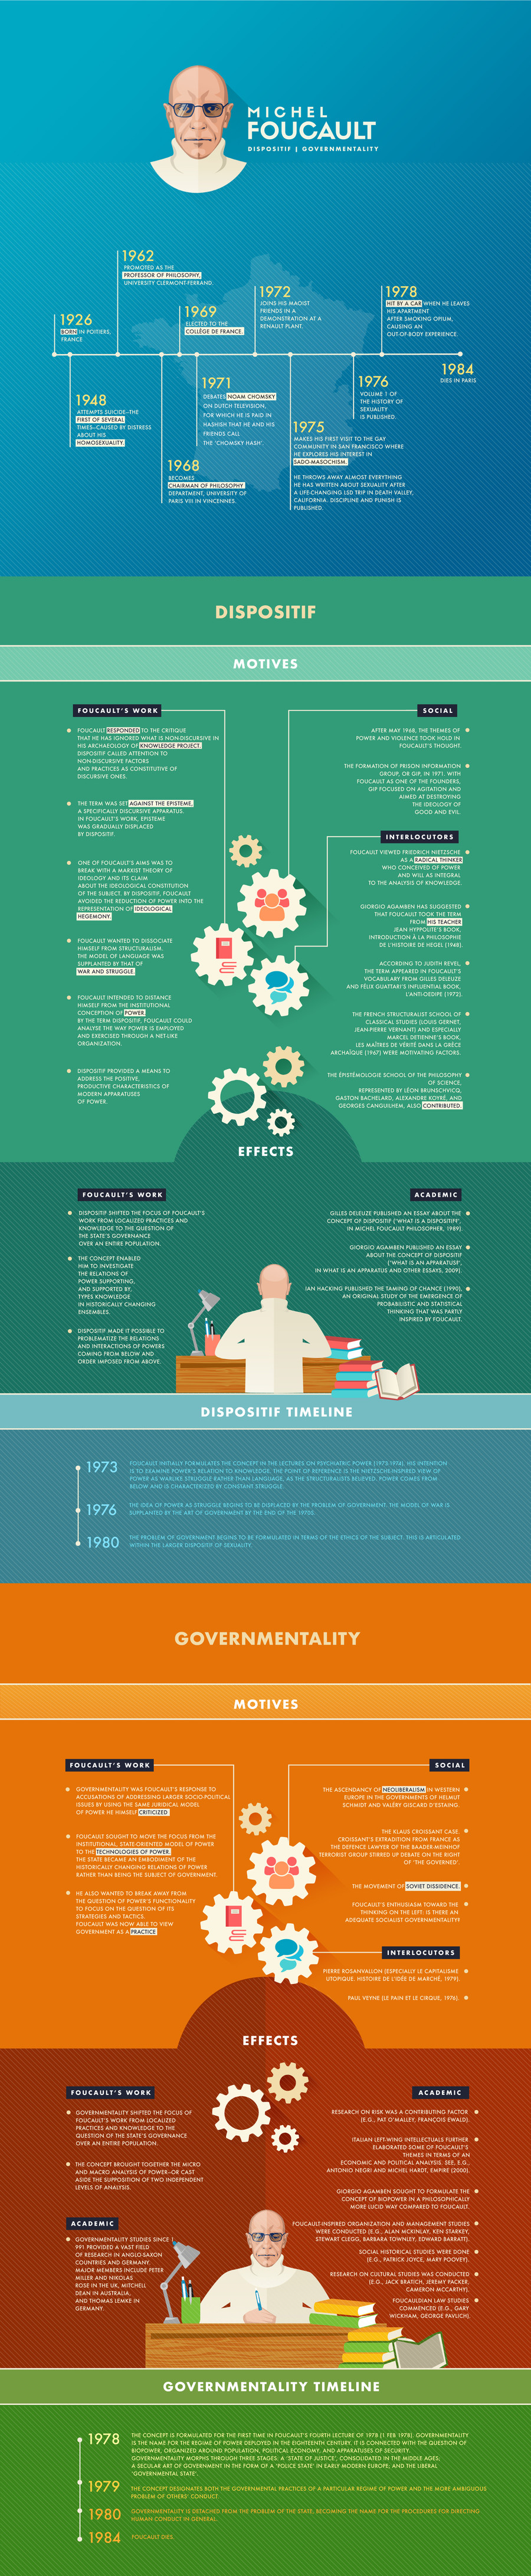 MICHEL
FOUCAULT
DISPOSITIF | GOVERNMENTALITY
1962
PROMOTED AS THE
PROFESSOR OF PHILOSOPHY,
UNIVERSITY CLERMONT-FERRAND.
1926
BORN IN POITIERS,
FRANCE
1969
ELECTED TO THE
COLLÈGE DE FRANCE.
1972
JOINS HIS MAOIST
FRIENDS IN A
DEMONSTRATION AT A
RENAULT PLANT.
1978
HIT BY A CAR WHEN HE LEAVES
HIS APARTMENT
AFTER SMOKING OPIUM,
CAUSING AN
OUT-OF-BODY EXPERIENCE.
1984
DIES IN PARIS
1948
ATTEMPTS SUICIDE–THE
FIRST OF SEVERAL
TIMES–CAUSED BY DISTRESS
ABOUT HIS
HOMOSEXUALITY.
1968
BECOMES
CHAIRMAN OF PHILOSOPHY
DEPARTMENT, UNIVERSITY OF
PARIS VIII IN VINCENNES.
1971
DEBATES NOAM CHOMSKY
ON DUTCH TELEVISION,
FOR WHICH HE IS PAID IN
HASHISH THAT HE AND HIS
FRIENDS CALL
THE 'CHOMSKY HASH'.
1975
MAKES HIS FIRST VISIT TO THE GAY
COMMUNITY IN SAN FRANCISCO WHERE
HE EXPLORES HIS INTEREST IN
SADO-MASOCHISM.
HE THROWS AWAY ALMOST EVERYTHING
HE HAS WRITTEN ABOUT SEXUALITY AFTER
A LIFE-CHANGING LSD TRIP IN DEATH VALLEY,
CALIFORNIA. DISCIPLINE AND PUNISH IS
PUBLISHED.
1976
VOLUME 1 OF
THE HISTORY OF
SEXUALITY
IS PUBLISHED.
DISPOSITIF
MOTIVES
FOUCAULT'S WORK
FOUCAULT RESPONDED TO THE CRITIQUE
THAT HE HAS IGNORED WHAT IS NON-DISCURSIVE IN
HIS ARCHAEOLOGY OF KNOWLEDGE PROJECT.
DISPOSITIF CALLED ATTENTION TO
NON-DISCURSIVE FACTORS
AND PRACTICES AS CONSTITUTIVE OF
DISCURSIVE ONES.
THE TERM WAS SET AGAINST THE EPISTEME,
A SPECIFICALLY DISCURSIVE APPARATUS.
IN FOUCAULT'S WORK, EPISTEME
WAS GRADUALLY DISPLACED
BY DISPOSITIF.
ONE OF FOUCAULT'S AIMS WAS TO
BREAK WITH A MARXIST THEORY OF
IDEOLOGY AND ITS CLAIM
ABOUT THE IDEOLOGICAL CONSTITUTION
OF THE SUBJECT. BY DISPOSITIF, FOUCAULT
AVOIDED THE REDUCTION OF POWER INTO THE
REPRESENTATION OF IDEOLOGICAL
HEGEMONY.
FOUCAULT WANTED TO DISSOCIATE
HIMSELF FROM STRUCTURALISM.
THE MODEL OF LANGUAGE WAS
SUPPLANTED BY THAT OF
WAR AND STRUGGLE.
FOUCAULT INTENDED TO DISTANCE
HIMSELF FROM THE INSTITUTIONAL
CONCEPTION OF POWER.
BY THE TERM DISPOSITIF, FOUCAULT COULD
ANALYSE THE WAY POWER IS EMPLOYED
AND EXERCISED THROUGH A NET-LIKE
ORGANIZATION.
DISPOSITIF PROVIDED A MEANS TO
ADDRESS THE POSITIVE,
PRODUCTIVE CHARACTERISTICS OF
MODERN APPARATUSES
OF POWER.
SOCIAL
AFTER MAY 1968, THE THEMES OF
POWER AND VIOLENCE TOOK HOLD IN
FOUCAULT'S THOUGHT.
THE FORMATION OF PRISON INFORMATION
GROUP, OR GIP, IN 1971. WITH
FOUCAULT AS ONE OF THE FOUNDERS,
GIP FOCUSED ON AGITATION AND
AIMED AT DESTROYING
THE IDEOLOGY OF
GOOD AND EVIL.
INTERLOCUTORS
FOUCAULT VIEWED FRIEDRICH NIETZSCHE
AS A RADICAL THINKER
WHO CONCEIVED OF POWER
AND WILL AS INTEGRAL
TO THE ANALYSIS OF KNOWLEDGE.
GIORGIO AGAMBEN HAS SUGGESTED
THAT FOUCAULT TOOK THE TERM
FROM HIS TEACHER
JEAN HYPPOLITE'S BOOK,
INTRODUCTION À LA PHILOSOPHIE
DE L'HISTOIRE DE HEGEL (1948).
ACCORDING TO JUDITH REVEL,
THE TERM APPEARED IN FOUCAULT'S
VOCABULARY FROM GILLES DELEUZE
AND FÉLIX GUATTARI'S INFLUENTIAL BOOK,
L'ANTI-OEDIPE (1972).
THE FRENCH STRUCTURALIST SCHOOL OF
CLASSICAL STUDIES (LOUIS GERNET,
JEAN-PIERRE VERNANT) AND ESPECIALLY
MARCEL DETIENNE'S BOOK,
LES MAÎTRES DE VÉRITÉ DANS LA GRÈCE
ARCHAÏQUE (1967) WERE MOTIVATING FACTORS.
THE ÉPISTÉMOLOGIE SCHOOL OF THE PHILOSOPHY
OF SCIENCE,
REPRESENTED BY LÉON BRUNSCHVICQ,
GASTON BACHELARD, ALEXANDRE KOYRÉ, AND
GEORGES CANGUILHEM, ALSO CONTRIBUTED.
EFFECTS
FOUCAULT'S WORK
DISPOSITIF SHIFTED THE FOCUS OF FOUCAULT'S
WORK FROM LOCALIZED PRACTICES AND
KNOWLEDGE TO THE QUESTION OF
THE STATE'S GOVERNANCE
OVER AN ENTIRE POPULATION.
THE CONCEPT ENABLED
HIM TO INVESTIGATE
THE RELATIONS OF
POWER SUPPORTING,
AND SUPPORTED BY,
TYPES KNOWLEDGE
IN HISTORICALLY CHANGING
ENSEMBLES.
DISPOSITIF MADE IT POSSIBLE TO
PROBLEMATIZE THE RELATIONS
AND INTERACTIONS OF POWERS
COMING FROM BELOW AND
ORDER IMPOSED FROM ABOVE.
ACADEMIC
GILLES DELEUZE PUBLISHED AN ESSAY ABOUT THE
CONCEPT OF DISPOSITIF ("WHAT IS A DISPOSITIF",
IN MICHEL FOUCAULT PHILOSOPHER, 1989).
GIORGIO AGAMBEN PUBLISHED AN ESSAY
ABOUT THE CONCEPT OF DISPOSITIF
("WHAT IS AN APPARATUS",
IN WHAT IS AN APPARATUS AND OTHER ESSAYS, 2009).
IAN HACKING PUBLISHED THE TAMING OF CHANCE (1990),
AN ORIGINAL STUDY OF THE EMERGENCE OF
PROBABILISTIC AND STATISTICAL
THINKING THAT WAS PARTLY
INSPIRED BY FOUCAULT.
DISPOSITIF TIMELINE
1973
FOUCAULT INITIALLY FORMULATES THE CONCEPT IN THE LECTURES ON PSYCHIATRIC POWER (1973-1974). HIS INTENTION
IS TO EXAMINE POWER'S RELATION TO KNOWLEDGE. THE POINT OF REFERENCE IS THE NIETZSCHE-INSPIRED VIEW OF
POWER AS WARLIKE STRUGGLE RATHER THAN LANGUAGE, AS THE STRUCTURALISTS BELIEVED. POWER COMES FROM
BELOW AND IS CHARACTERIZED BY CONSTANT STRUGGLE.
1976
THE IDEA OF POWER AS STRUGGLE BEGINS TO BE DISPLACED BY THE PROBLEM OF GOVERNMENT. THE MODEL OF WAR IS
SUPPLANTED BY THE ART OF GOVERNMENT BY THE END OF THE 1970S.
1980
THE PROBLEM OF GOVERNMENT BEGINS TO BE FORMULATED IN TERMS OF THE ETHICS OF THE SUBJECT. THIS IS ARTICULATED
WITHIN THE LARGER DISPOSITIF OF SEXUALITY.
GOVERNMENTALITY
MOTIVES
FOUCAULT'S WORK
GOVERNMENTALITY WAS FOUCAULT'S RESPONSE TO
ACCUSATIONS OF ADDRESSING LARGER SOCIO-POLITICAL
ISSUES BY USING THE SAME JURIDICAL MODEL
OF POWER HE HIMSELF CRITICIZED.
FOUCAULT SOUGHT TO MOVE THE FOCUS FROM THE
INSTITUTIONAL, STATE-ORIENTED MODEL OF POWER
TO THE TECHNOLOGIES OF POWER.
THE STATE BECAME AN EMBODIMENT OF THE
HISTORICALLY CHANGING RELATIONS OF POWER
RATHER THAN BEING THE SUBJECT OF GOVERNMENT.
HE ALSO WANTED TO BREAK AWAY FROM
THE QUESTION OF POWER'S FUNCTIONALITY
TO FOCUS ON THE QUESTION OF ITS
STRATEGIES AND TACTICS.
FOUCAULT WAS NOW ABLE TO VIEW
GOVERNMENT AS A PRACTICE.
SOCIAL
THE ASCENDANCY OF NEOLIBERALISM IN WESTERN
EUROPE IN THE GOVERNMENTS OF HELMUT
SCHMIDT AND VALÉRY GISCARD D'ESTAING.
THE KLAUS CROISSANT CASE.
CROISSANT'S EXTRADITION FROM FRANCE AS
THE DEFENCE LAWYER OF THE BAADER-MEINHOF
TERRORIST GROUP STIRRED UP DEBATE ON THE RIGHT
OF "THE GOVERNED".
THE MOVEMENT OF SOVIET DISSIDENCE.
FOUCAULT'S ENTHUSIASM TOWARD THE
THINKING ON THE LEFT: IS THERE AN
ADEQUATE SOCIALIST GOVERNMENTALITY?
INTERLOCUTORS
PIERRE ROSANVALLON (ESPECIALLY LE CAPITALISME
UTOPIQUE. HISTOIRE DE L'IDÉE DE MARCHÉ, 1979).
PAUL VEYNE (LE PAIN ET LE CIRQUE, 1976).
EFFECTS
FOUCAULT'S WORK
GOVERNMENTALITY SHIFTED THE FOCUS OF
FOUCAULT'S WORK FROM LOCALIZED
PRACTICES AND KNOWLEDGE TO THE
QUESTION OF THE STATE'S GOVERNANCE
OVER AN ENTIRE POPULATION.
THE CONCEPT BROUGHT TOGETHER THE MICRO
AND MACRO ANALYSIS OF POWER–OR CAST
ASIDE THE SUPPOSITION OF TWO INDEPENDENT
LEVELS OF ANALYSIS.
ACADEMIC
GOVERNMENTALITY STUDIES SINCE 1
991 PROVIDED A VAST FIELD
OF RESEARCH IN ANGLO-SAXON
COUNTRIES AND GERMANY.
MAJOR MEMBERS INCLUDE PETER
MILLER AND NIKOLAS
ROSE IN THE UK, MITCHELL
DEAN IN AUSTRALIA,
AND THOMAS LEMKE IN
GERMANY.
ACADEMIC
RESEARCH ON RISK WAS A CONTRIBUTING FACTOR
(E.G., PAT O'MALLEY, FRANÇOIS EWALD).
ITALIAN LEFT-WING INTELLECTUALS FURTHER
ELABORATED SOME OF FOUCAULT'S
THEMES IN TERMS OF AN
ECONOMIC AND POLITICAL ANALYSIS. SEE, E.G.,
ANTONIO NEGRI AND MICHEL HARDT, EMPIRE (2000).
GIORGIO AGAMBEN SOUGHT TO FORMULATE THE
CONCEPT OF BIOPOWER IN A PHILOSOPHICALLY
MORE LUCID WAY COMPARED TO FOUCAULT.
FOUCAULT-INSPIRED ORGANIZATION AND MANAGEMENT STUDIES
WERE CONDUCTED (E.G., ALAN MCKINLAY, KEN STARKEY,
STEWART CLEGG, BARBARA TOWNLEY, EDWARD BARRATT).
SOCIAL HISTORICAL STUDIES WERE DONE
(E.G., PATRICK JOYCE, MARY POOVEY).
RESEARCH ON CULTURAL STUDIES WAS CONDUCTED
(E.G., JACK BRATICH, JEREMY PACKER,
CAMERON MCCARTHY).
FOUCAULDIAN LAW STUDIES
COMMENCED (E.G., GARY
WICKHAM, GEORGE PAVLICH).
GOVERNMENTALITY TIMELINE
1978
THE CONCEPT IS FORMULATED FOR THE FIRST TIME IN FOUCAULT'S FOURTH LECTURE OF 1978 (1 FEB 1978). GOVERNMENTALITY
IS THE NAME FOR THE REGIME OF POWER DEPLOYED IN THE EIGHTEENTH CENTURY. IT IS CONNECTED WITH THE QUESTION OF
BIOPOWER, ORGANIZED AROUND POPULATION, POLITICAL ECONOMY, AND APPARATUSES OF SECURITY.
GOVERNMENTALITY MORPHS THROUGH THREE STAGES: A 'STATE OF JUSTICE', CONSOLIDATED IN THE MIDDLE AGES;
A SECULAR ART OF GOVERNMENT IN THE FORM OF A 'POLICE STATE' IN EARLY MODERN EUROPE; AND THE LIBERAL
'GOVERNMENTAL STATE'.
1979
THE CONCEPT DESIGNATES BOTH THE GOVERNMENTAL PRACTICES OF A PARTICULAR REGIME OF POWER AND THE MORE AMBIGUOUS
PROBLEM OF OTHERS' CONDUCT.
1980
GOVERNMENTALITY IS DETACHED FROM THE PROBLEM OF THE STATE, BECOMING THE NAME FOR THE PROCEDURES FOR DIRECTING
HUMAN CONDUCT IN GENERAL.
1984
FOUCAULT DIES.